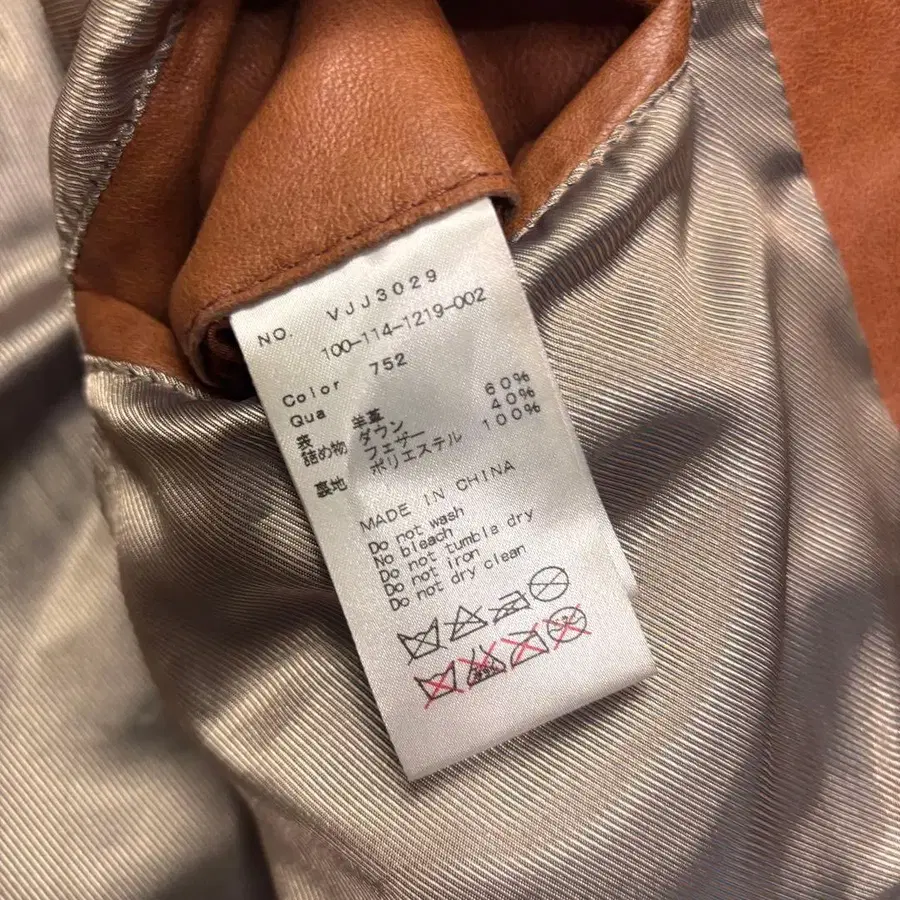 NO. VJJ3029
100-114-1219-002
Color 752
Qua
表 羊革
詰め物 ダウン 60%
フェザー 40%
裏地 ポリエステル 100%
MADE IN CHINA
Do not wash
No bleach
Do not tumble dry
Do not iron
Do not dry clean